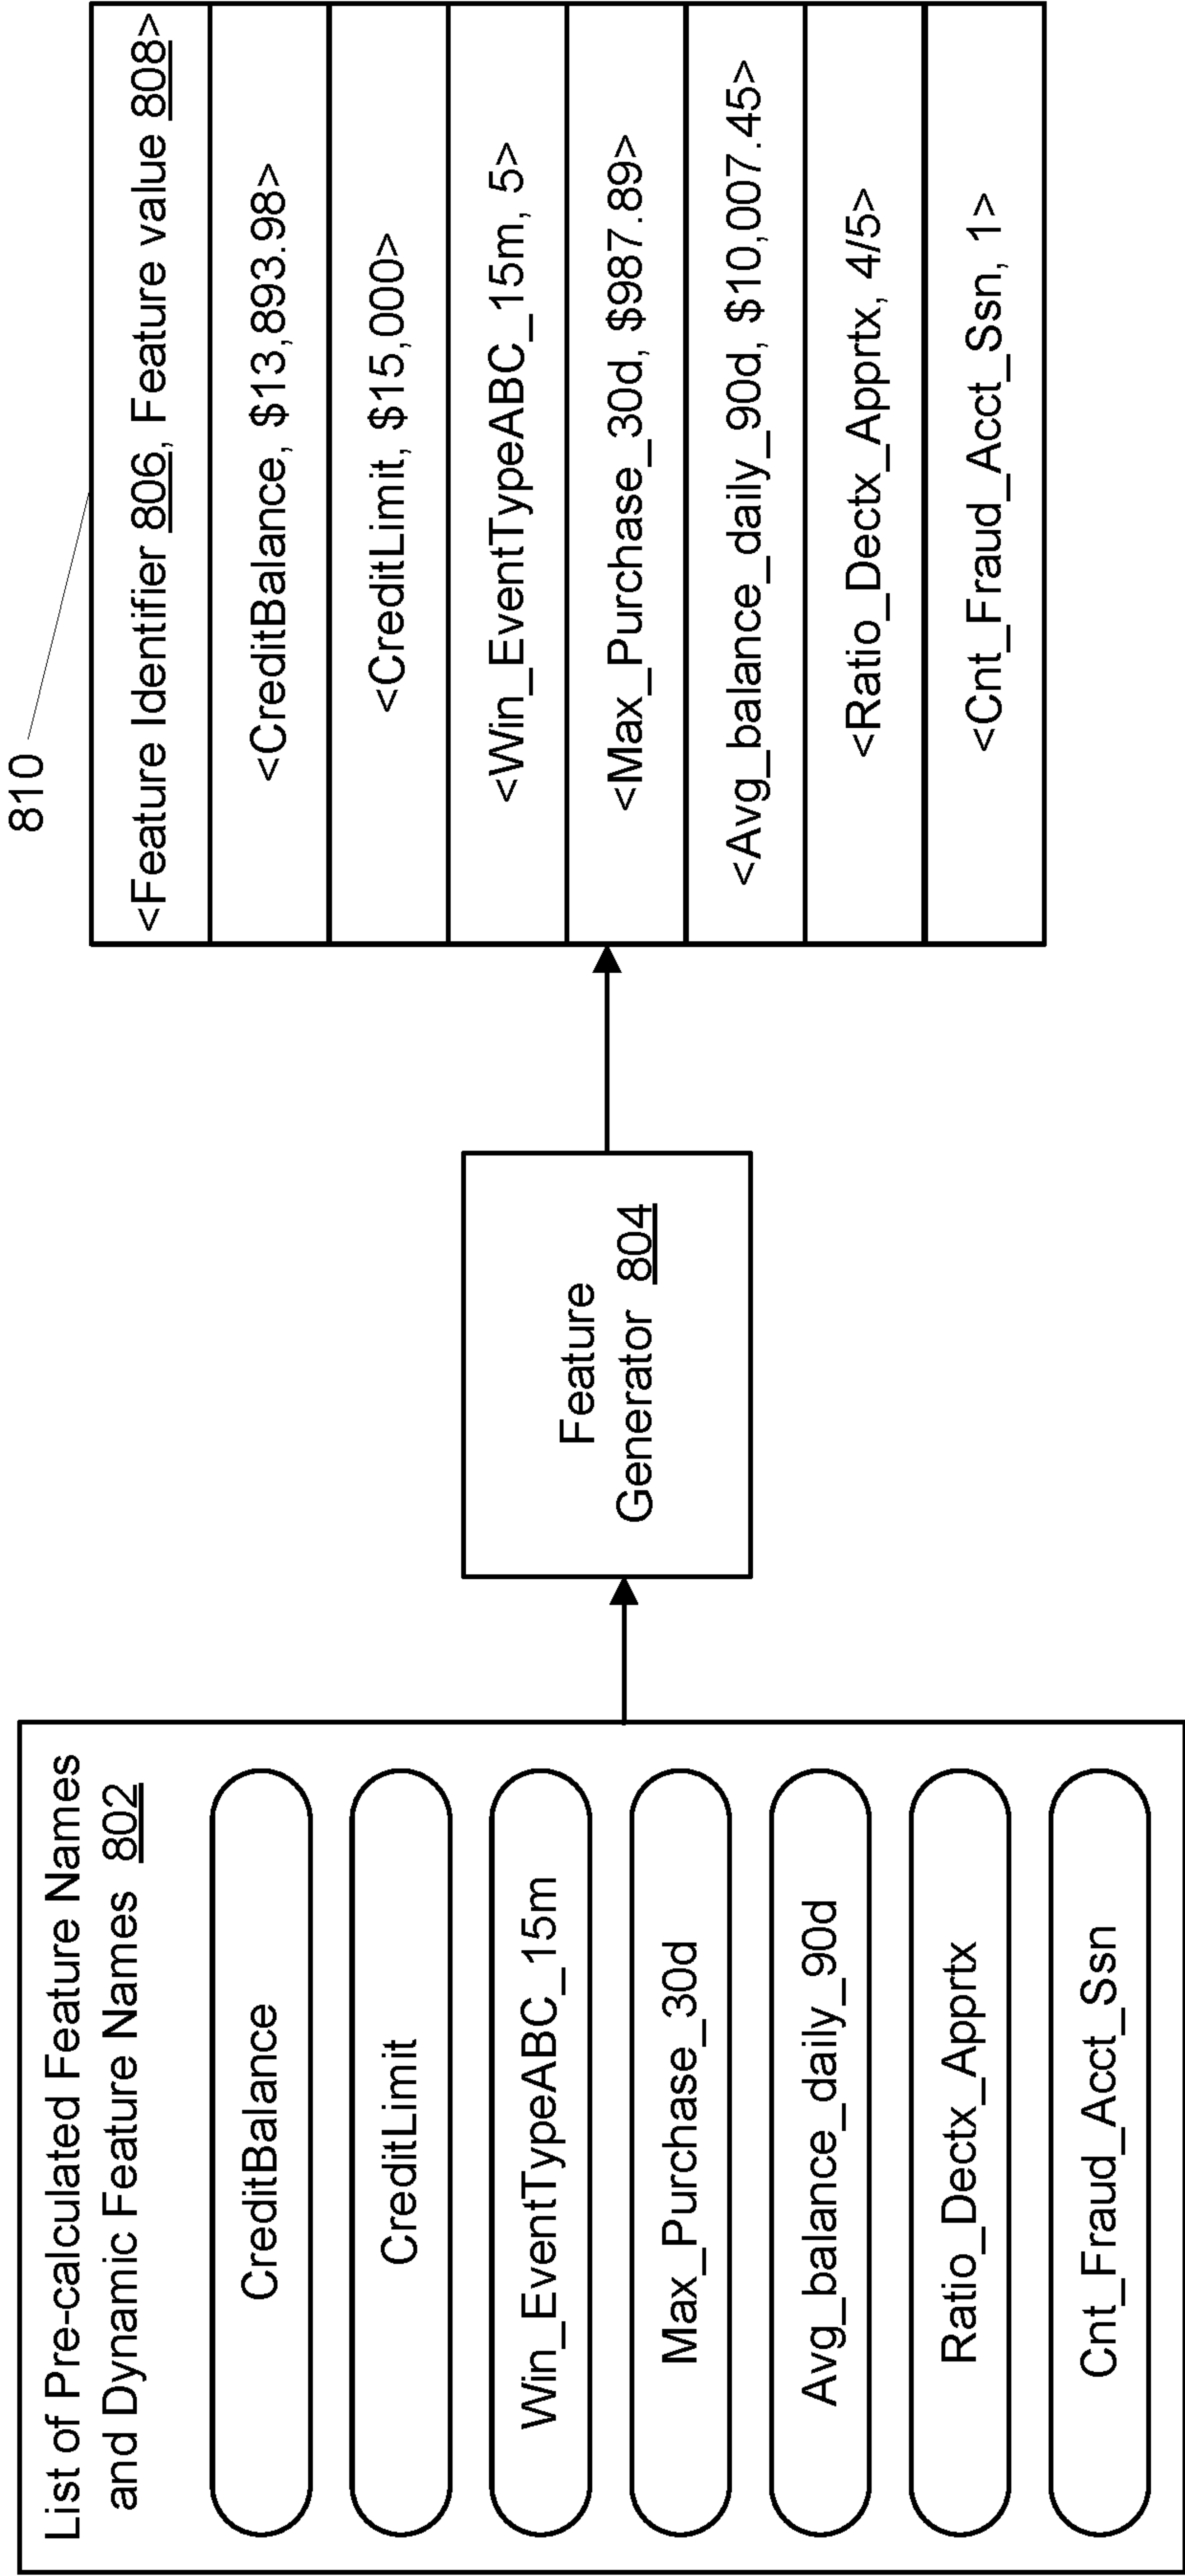 List of Pre-calculated Feature Names
and Dynamic Feature Names 802
CreditBalance
CreditLimit
Win_EventTypeABC_15m
Max_Purchase_30d
Avg_balance_daily_90d
Ratio_Dectx_Apprtx
Cnt_Fraud_Acct_Ssn
Feature
Generator 804
810
<Feature Identifier 806, Feature value 808>
<CreditBalance, $13,893.98>
<CreditLimit, $15,000>
<Win_EventTypeABC_15m, 5>
<Max_Purchase_30d, $987.89>
<Avg_balance_daily_90d, $10,007.45>
<Ratio_Dectx_Apprtx, 4/5>
<Cnt_Fraud_Acct_Ssn, 1>